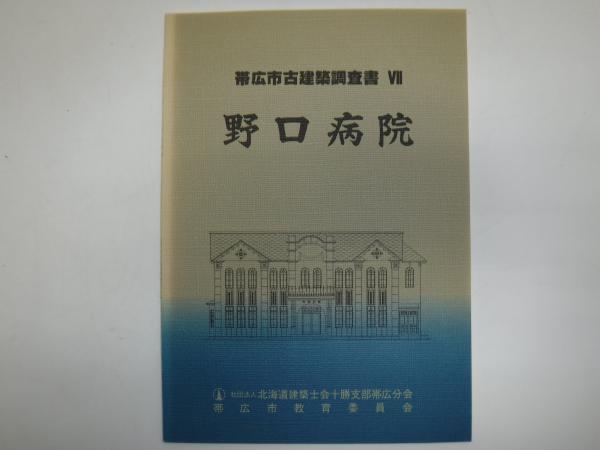 帯広市古建築調査書 Ⅶ
野口病院
社団法人 北海道建築士会十勝支部帯広分会
帯広市教育委員会